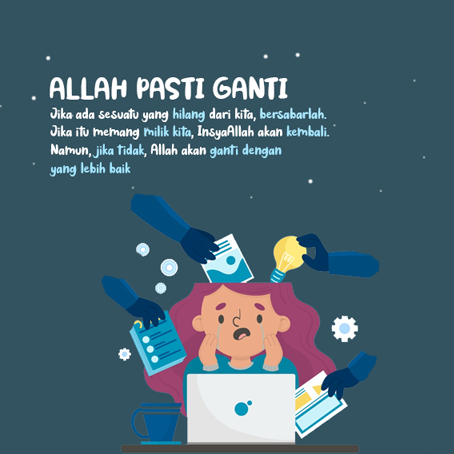 ALLAH PASTI GANTI
Jika ada sesuatu yang hilang dari kita, bersabarlah.
Jika itu memang milik kita, InsyaAllah akan kembali.
Namun, jika tidak, Allah akan ganti dengan
yang lebih baik